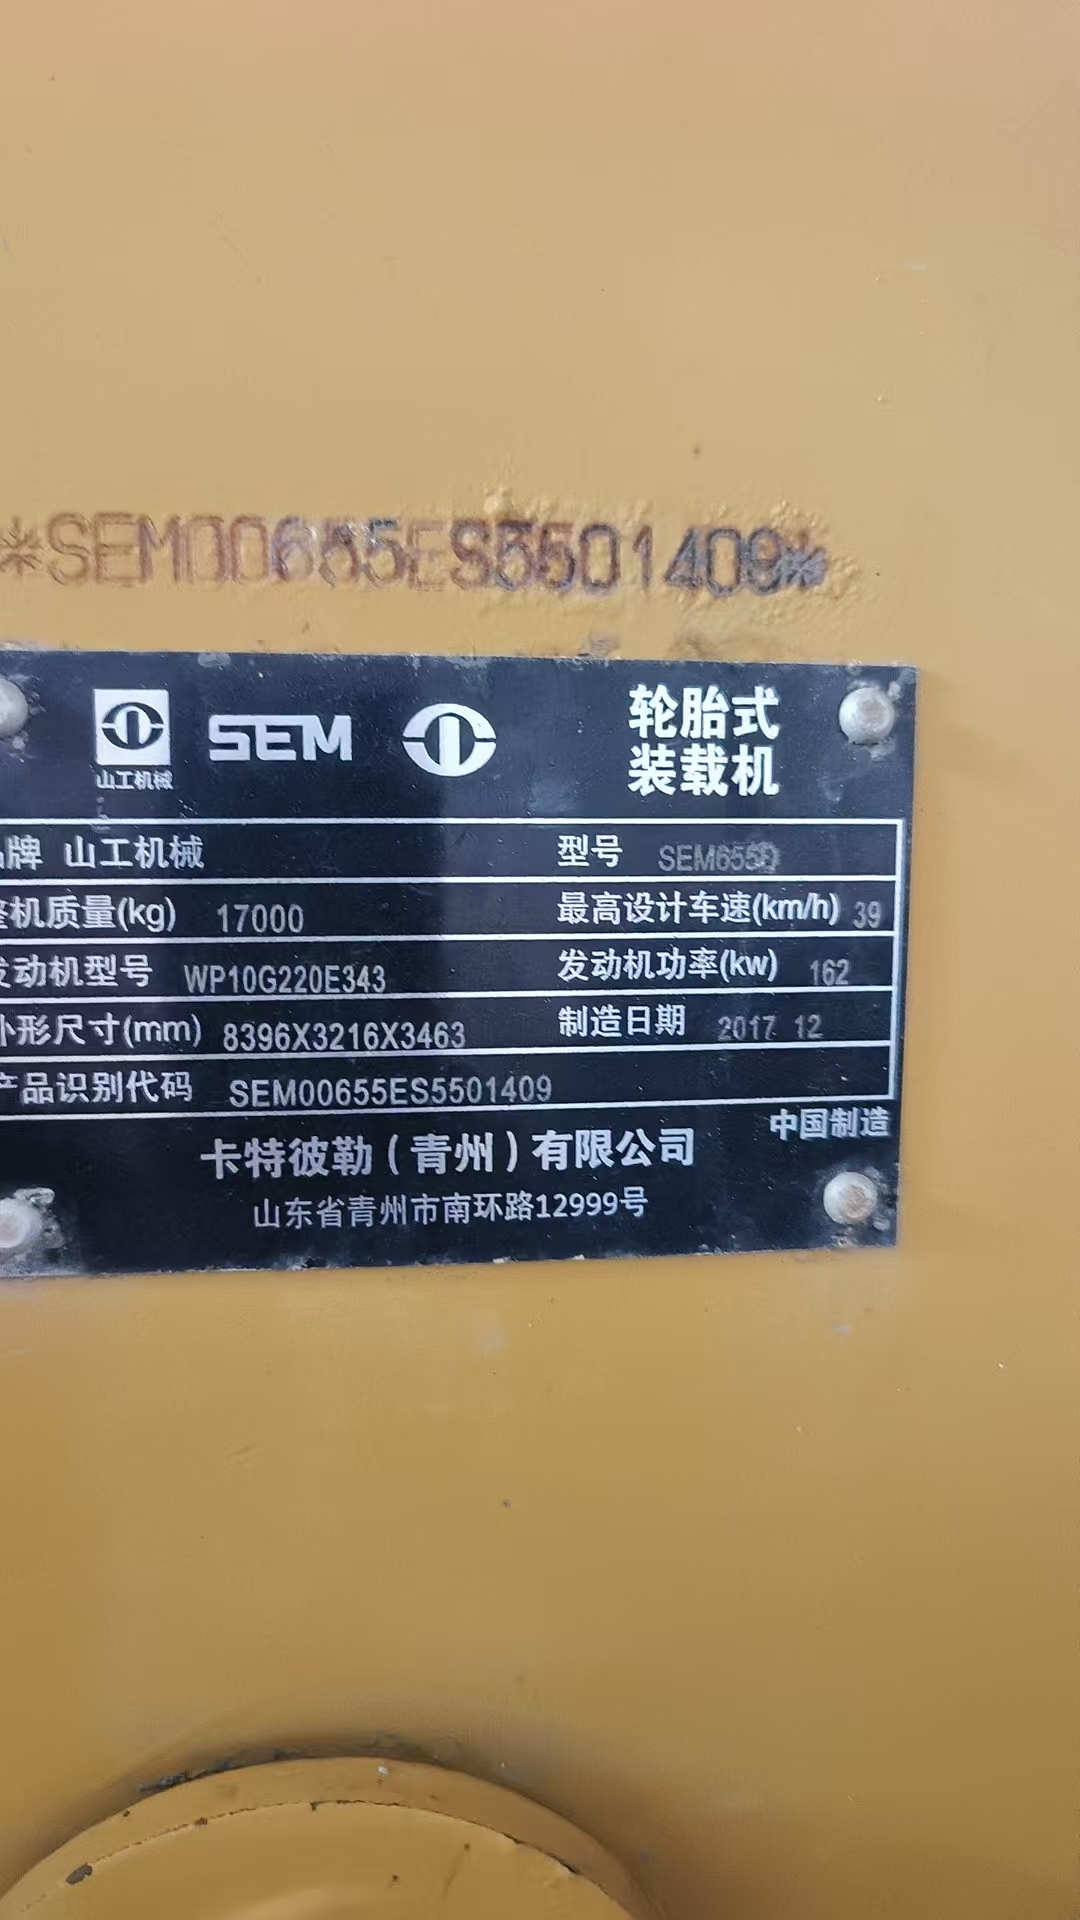 *SEM00655ES5501409*
山工机械 SEM 轮胎式
装载机
品牌 山工机械 型号 SEM655D
整机质量(kg) 17000 最高设计车速(km/h) 39
发动机型号 WP10G220E343 发动机功率(kw) 162
外形尺寸(mm) 8396X3216X3463 制造日期 2017 12
产品识别代码 SEM00655ES5501409
中国制造
卡特彼勒(青州)有限公司
山东省青州市南环路12999号